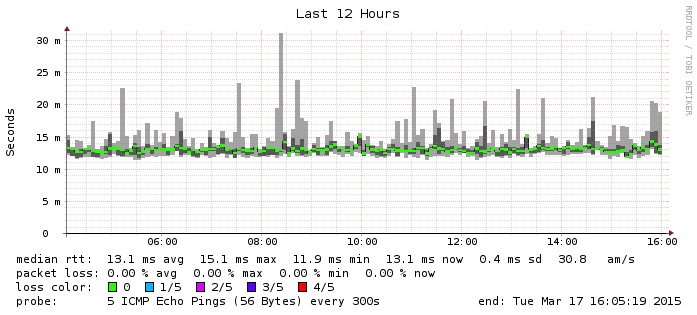 Last 12 Hours
RRDTOOL / TOBI OETIKER
Seconds
30 m
25 m
20 m
15 m
10 m
5 m
0
06:00 08:00 10:00 12:00 14:00 16:00
median rtt: 13.1 ms avg 15.1 ms max 11.9 ms min 13.1 ms now 0.4 ms sd 30.8 am/s
packet loss: 0.00 % avg 0.00 % max 0.00 % min 0.00 % now
loss color: 0 1/5 2/5 3/5 4/5
probe: 5 ICMP Echo Pings (56 Bytes) every 300s end: Tue Mar 17 16:05:19 2015